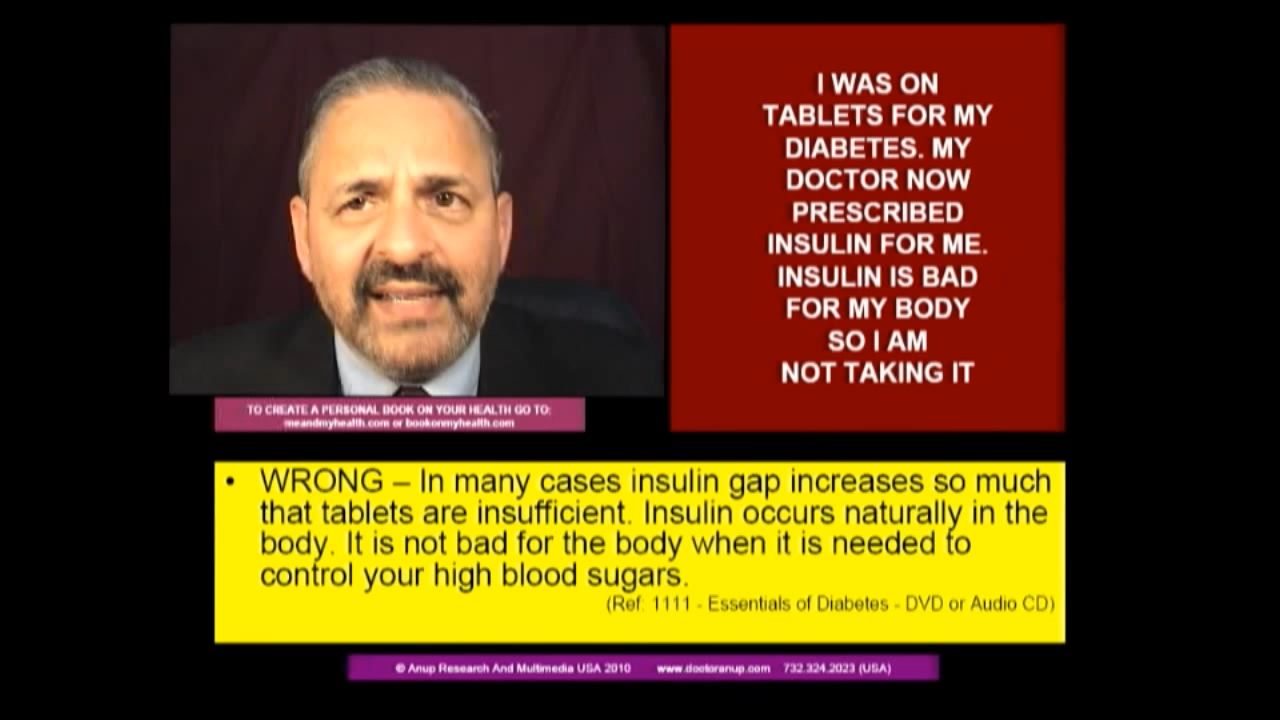 I WAS ON
TABLETS FOR MY
DIABETES. MY
DOCTOR NOW
PRESCRIBED
INSULIN FOR ME.
INSULIN IS BAD
FOR MY BODY
SO I AM
NOT TAKING IT
TO CREATE A PERSONAL BOOK ON YOUR HEALTH GO TO:
meandmyhealth.com or bookonmyhealth.com
• WRONG – In many cases insulin gap increases so much
that tablets are insufficient. Insulin occurs naturally in the
body. It is not bad for the body when it is needed to
control your high blood sugars.
(Ref: 1111 - Essentials of Diabetes - DVD or Audio CD)
© Anup Research And Multimedia USA 2010 www.doctoranup.com 732.324.2023 (USA)